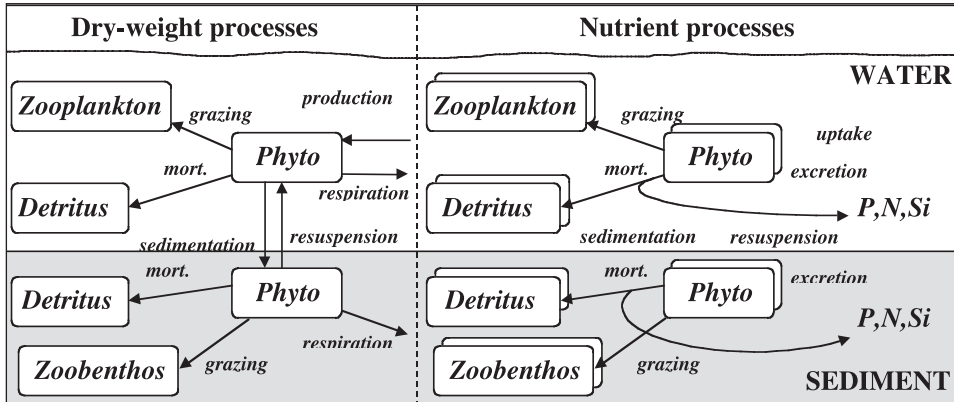 Dry-weight processes
Nutrient processes
WATER
Zooplankton
grazing
production
Phyto
mort.
respiration
Detritus
sedimentation
resuspension
mort.
Detritus
Phyto
respiration
Zoobenthos
grazing
Zooplankton
grazing
uptake
Phyto
mort.
excretion
Detritus
P,N,Si
sedimentation
resuspension
mort.
excretion
Detritus
Phyto
P,N,Si
Zoobenthos
grazing
SEDIMENT